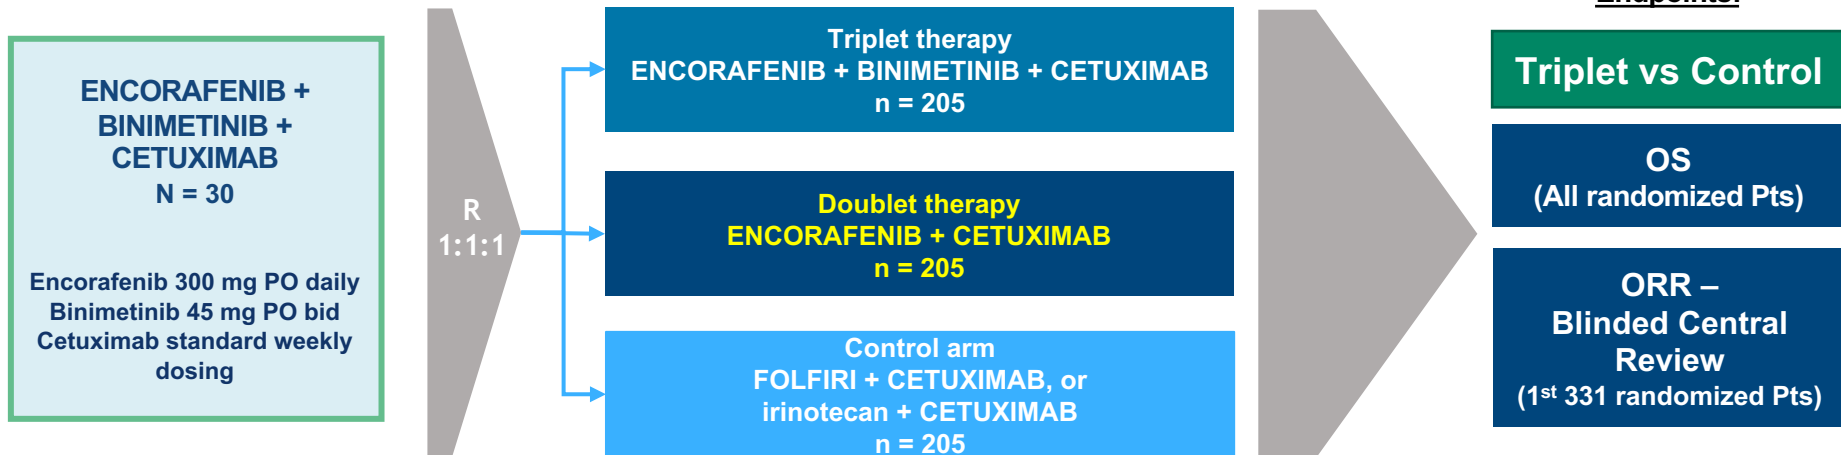 ENCORAFENIB +
BINIMETINIB +
CETUXIMAB
N = 30
Encorafenib 300 mg PO daily
Binimetinib 45 mg PO bid
Cetuximab standard weekly
dosing
R
1:1:1
Triplet therapy
ENCORAFENIB + BINIMETINIB + CETUXIMAB
n = 205
Doublet therapy
ENCORAFENIB + CETUXIMAB
n = 205
Control arm
FOLFIRI + CETUXIMAB, or
irinotecan + CETUXIMAB
n = 205
Endpoints:
Triplet vs Control
OS
(All randomized Pts)
ORR –
Blinded Central
Review
(1st 331 randomized Pts)